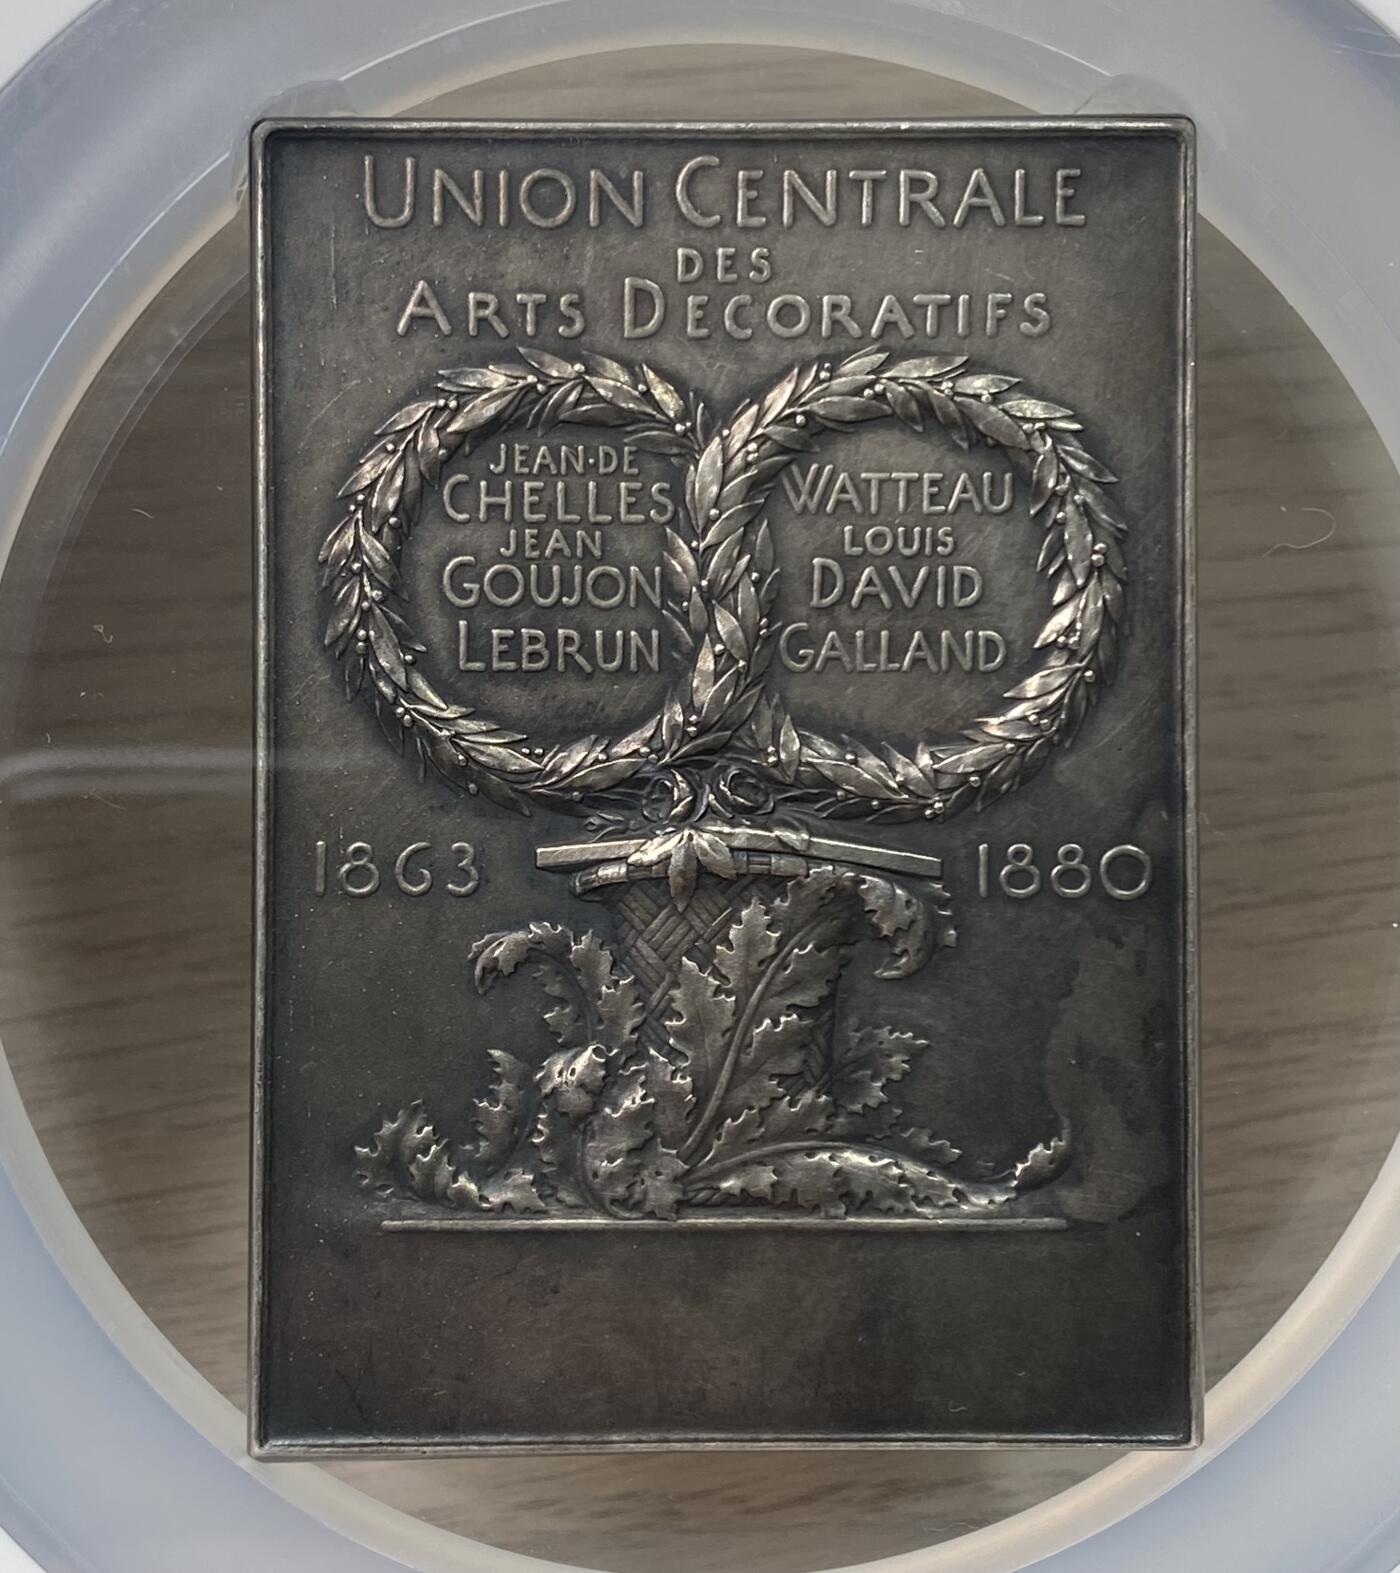 UNION CENTRALE
DES
ARTS DECORATIFS
JEAN·DE
CHELLES
JEAN
GOUJON
LEBRUN
WATTEAU
LOUIS
DAVID
GALLAND
1863
1880